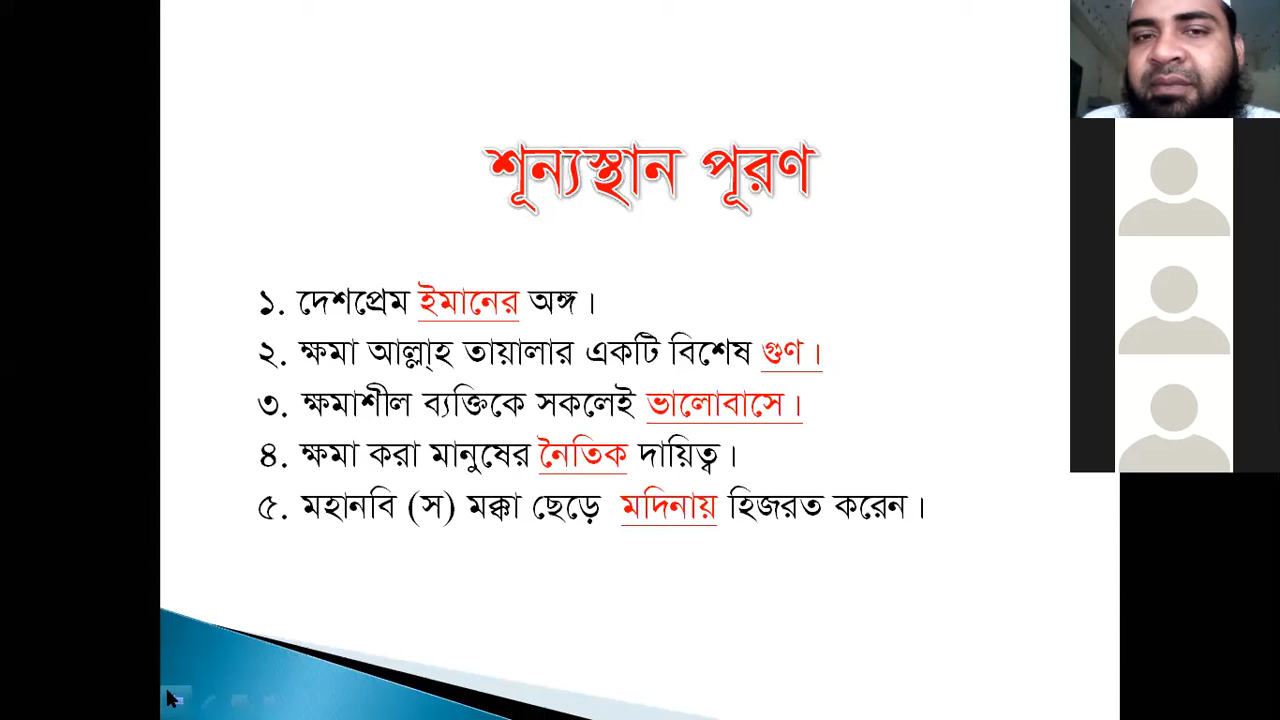 শূন্যস্থান পূরণ
১. দেশপ্রেম ইমানের অঙ্গ।
২. ক্ষমা আল্লাহ্ তায়ালার একটি বিশেষ গুণ।
৩. ক্ষমাশীল ব্যক্তিকে সকলেই ভালোবাসে।
৪. ক্ষমা করা মানুষের নৈতিক দায়িত্ব।
৫. মহানবি (স) মক্কা ছেড়ে মদিনায় হিজরত করেন।